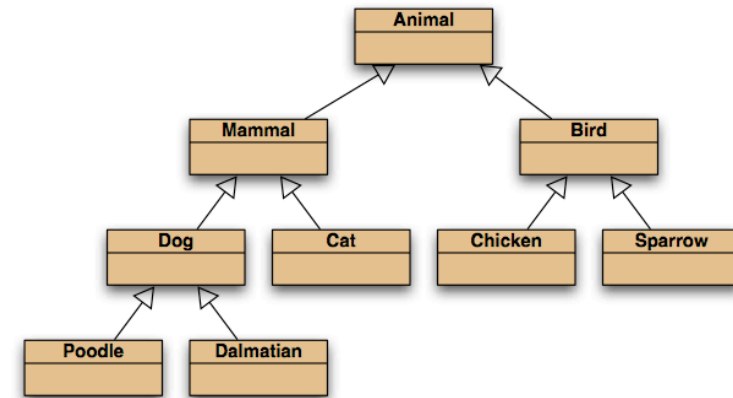 Animal
Mammal
Bird
Dog
Cat
Chicken
Sparrow
Poodle
Dalmatian